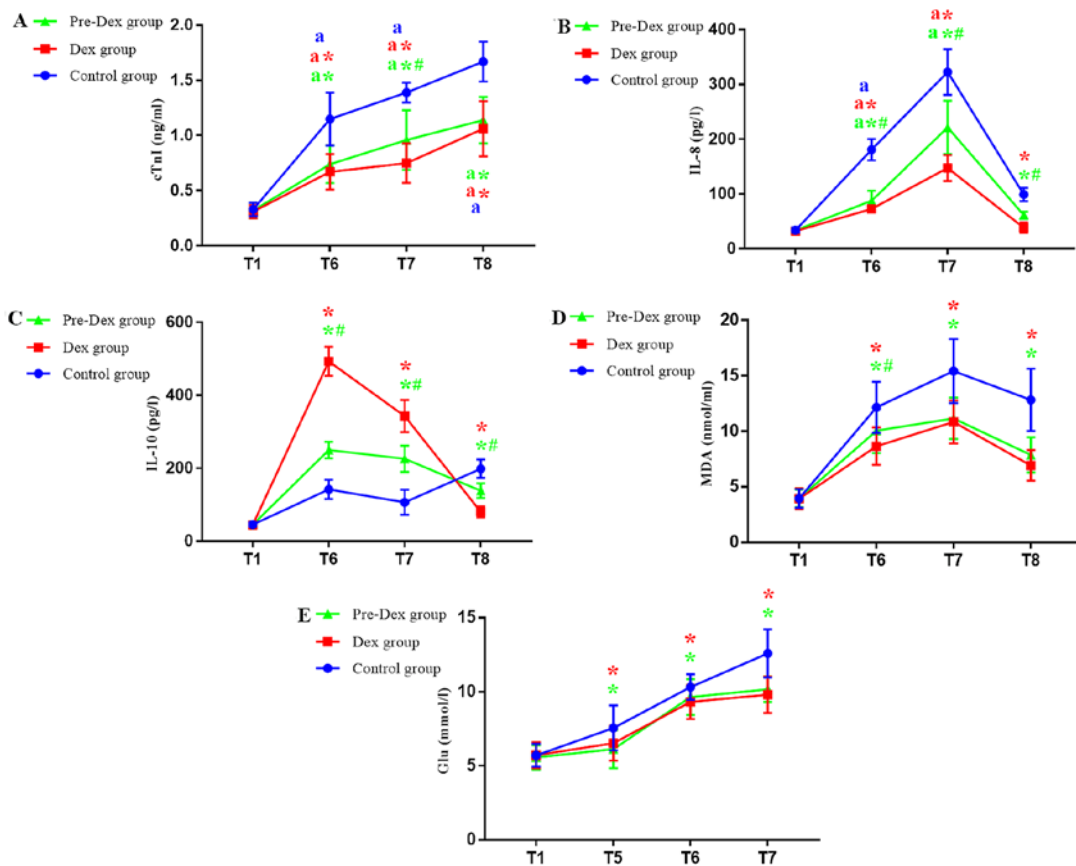 A
Pre-Dex group
Dex group
Control group
cTnI (ng/ml)
2.0
1.5
1.0
0.5
0.0
a
a*
a*
a
a*
a*#
a*
a*
a
T1 T6 T7 T8
B
Pre-Dex group
Dex group
Control group
IL-8 (pg/l)
400
300
200
100
0
a
a*
a*#
a*
a*#
*
*#
T1 T6 T7 T8
C
Pre-Dex group
Dex group
Control group
IL-10 (pg/l)
600
400
200
0
*
*#
*
*#
*
*#
T1 T6 T7 T8
D
Pre-Dex group
Dex group
Control group
MDA (nmol/ml)
20
15
10
5
0
*
*#
*
*
*
*
T1 T6 T7 T8
E
Pre-Dex group
Dex group
Control group
Glu (mmol/l)
15
10
5
0
*
*
*
*
*
*
T1 T5 T6 T7